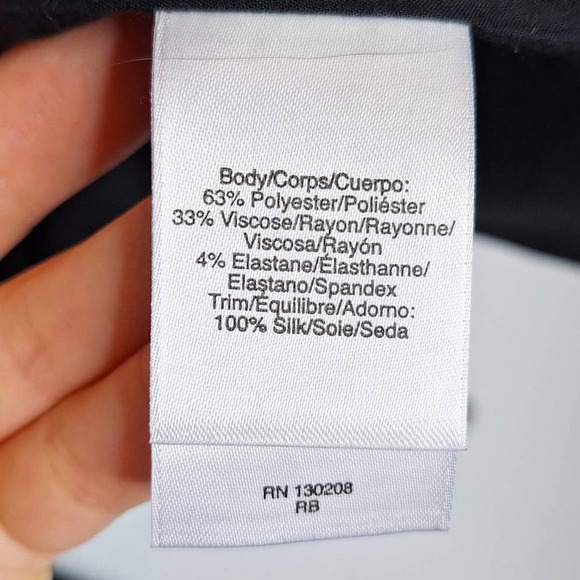 Body/Corps/Cuerpo:
63% Polyester/Poliéster
33% Viscose/Rayon/Rayonne/
Viscosa/Rayón
4% Elastane/Élasthanne/
Elaştano/Spandex
Trim/Équilibre/Adorno:
100% Silk/Soie/Seda
RN 130208
RB